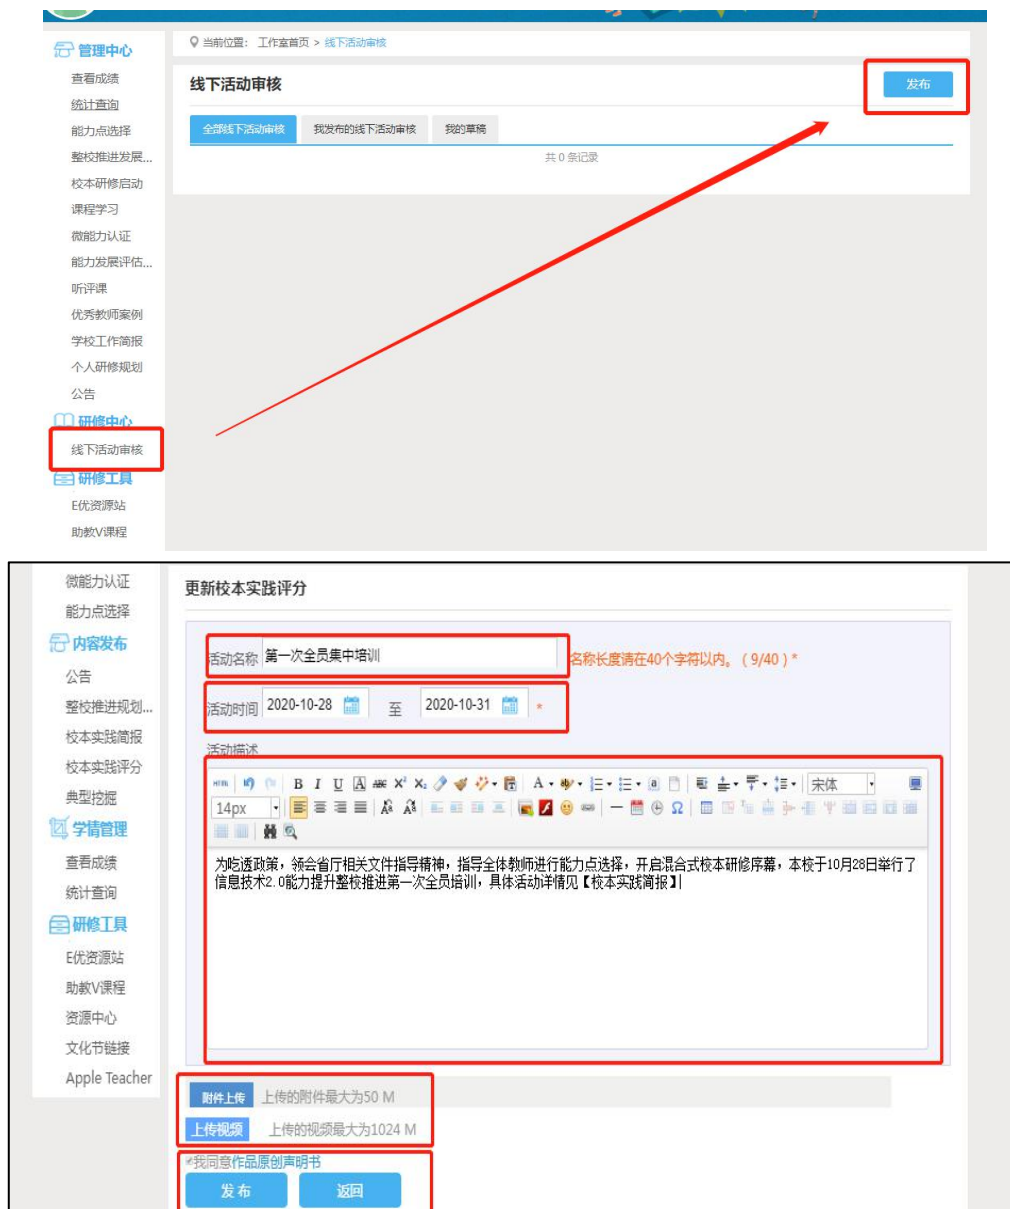 当前位置： 工作室首页 > 线下活动审核
管理中心
查看成绩
统计查询
能力点选择
整校推进发展...
校本研修启动
课程学习
微能力认证
能力发展评估...
听评课
优秀教师案例
学校工作简报
个人研修规划
公告
研修中心
线下活动审核
研修工具
E优资源站
助教V课程
线下活动审核
发布
全部线下活动审核 我发布的线下活动审核 我的草稿
共 0 条记录
微能力认证
能力点选择
内容发布
公告
整校推进规划...
校本实践简报
校本实践评分
典型挖掘
学情管理
查看成绩
统计查询
研修工具
E优资源站
助教V课程
资源中心
文化节链接
Apple Teacher
更新校本实践评分
活动名称 第一次全员集中培训 名称长度请在40个字符以内。（9/40）*
活动时间 2020-10-28 至 2020-10-31 *
活动描述
HTML B I U A ABC X² X₂ A 宋体
14px
为吃透政策，领会省厅相关文件指导精神，指导全体教师进行能力点选择，开启混合式校本研修序幕，本校于10月28日举行了
信息技术2.0能力提升整校推进第一次全员培训，具体活动详情见【校本实践简报】
附件上传 上传的附件最大为50 M
上传视频 上传的视频最大为1024 M
我同意作品原创声明书
发布 返回